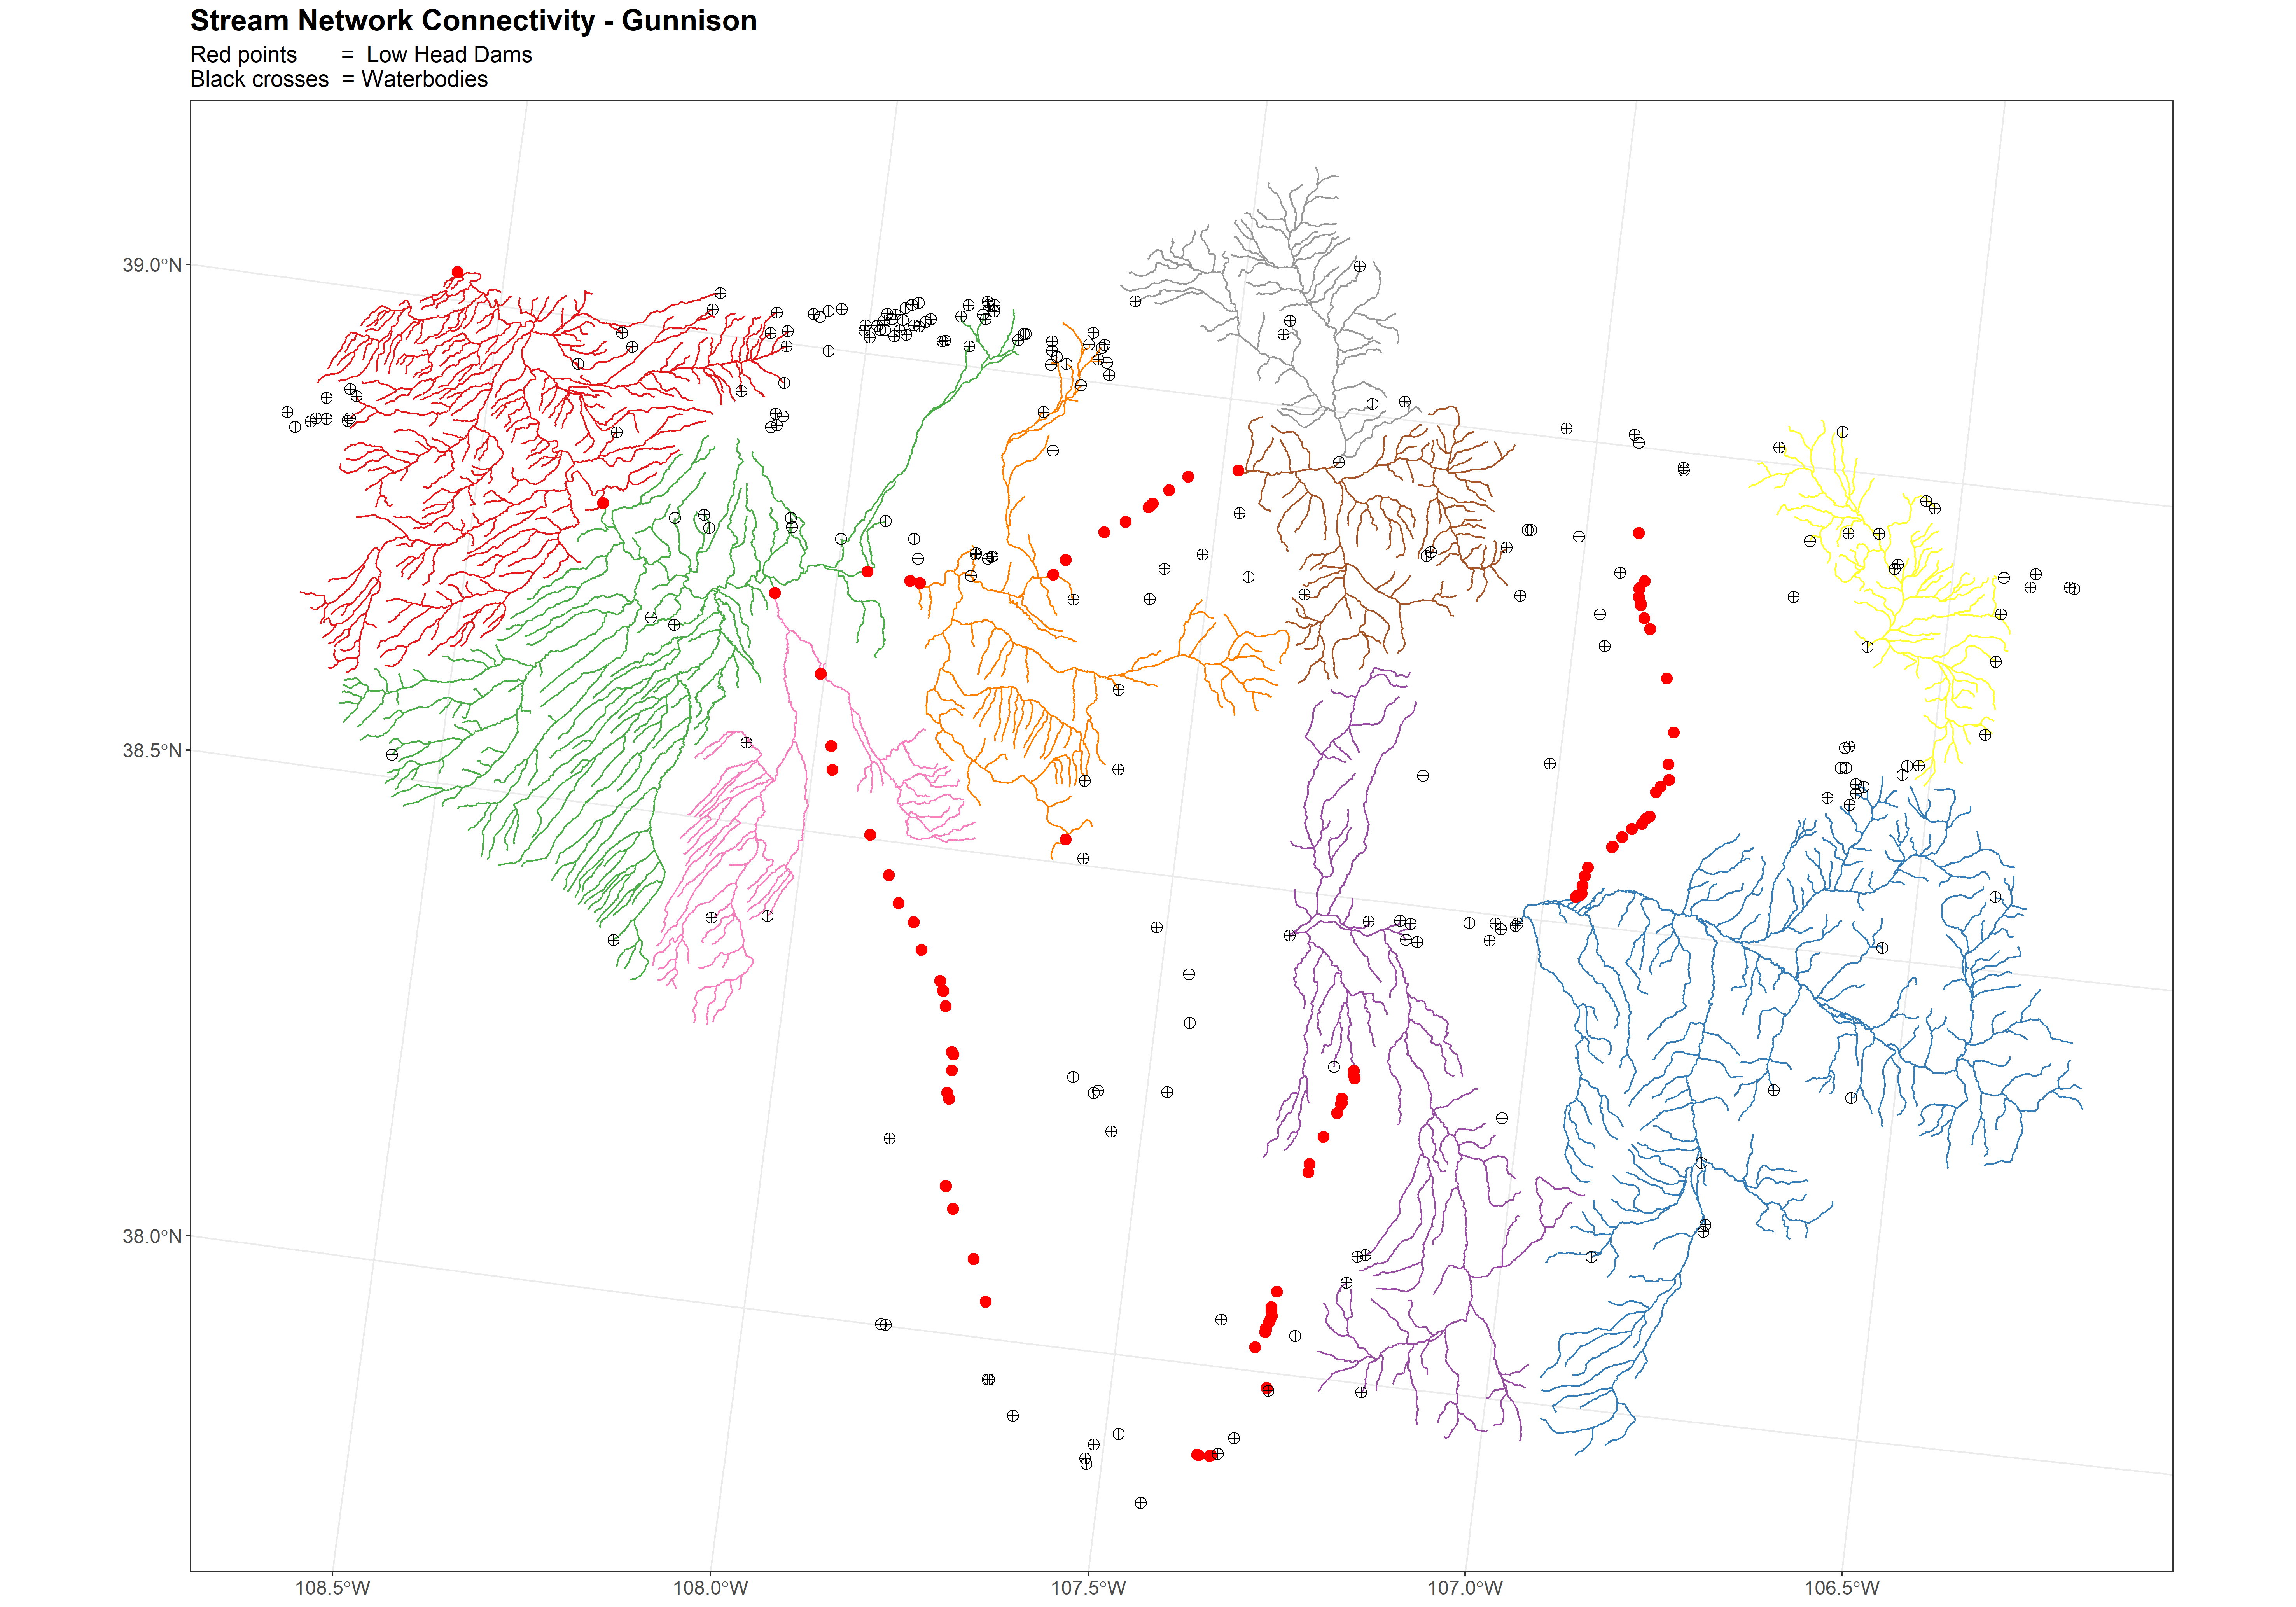 Stream Network Connectivity - Gunnison
Red points = Low Head Dams
Black crosses = Waterbodies
39.0°N
38.5°N
38.0°N
108.5°W
108.0°W
107.5°W
107.0°W
106.5°W